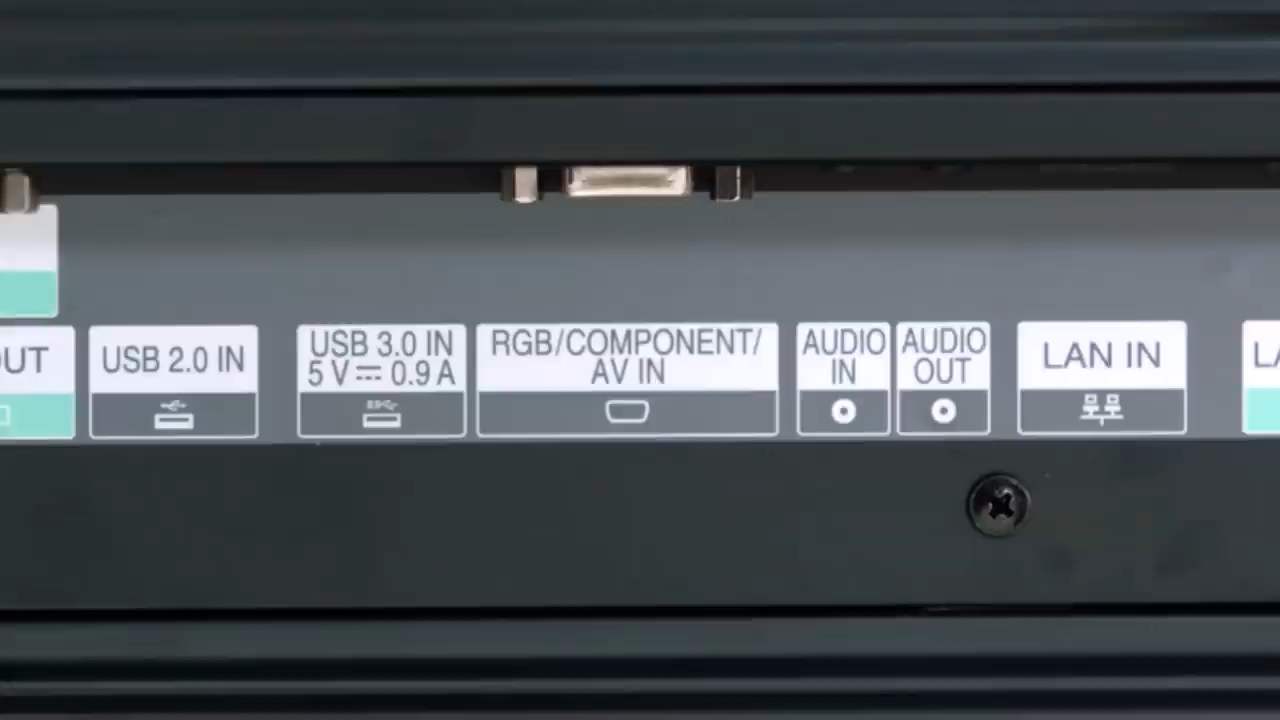 OUT
USB 2.0 IN
USB 3.0 IN
5 V⎓0.9 A
RGB/COMPONENT/
AV IN
AUDIO
IN
AUDIO
OUT
LAN IN